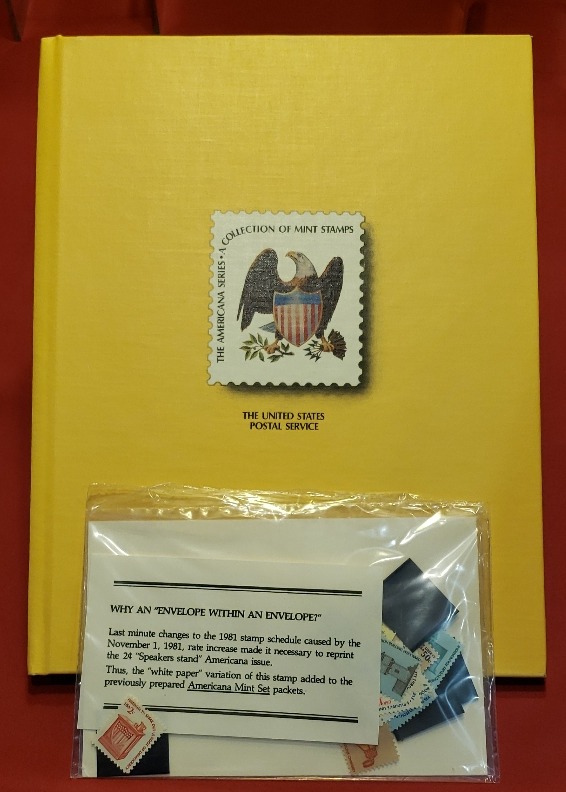 THE AMERICANA SERIES • A COLLECTION OF MINT STAMPS
THE UNITED STATES
POSTAL SERVICE
WHY AN "ENVELOPE WITHIN AN ENVELOPE?"
Last minute changes to the 1981 stamp schedule caused by the
November 1, 1981, rate increase made it necessary to reprint
the 2¢ "Speakers stand" Americana issue.
Thus, the "white paper" variation of this stamp added to the
previously prepared Americana Mint Set packets.